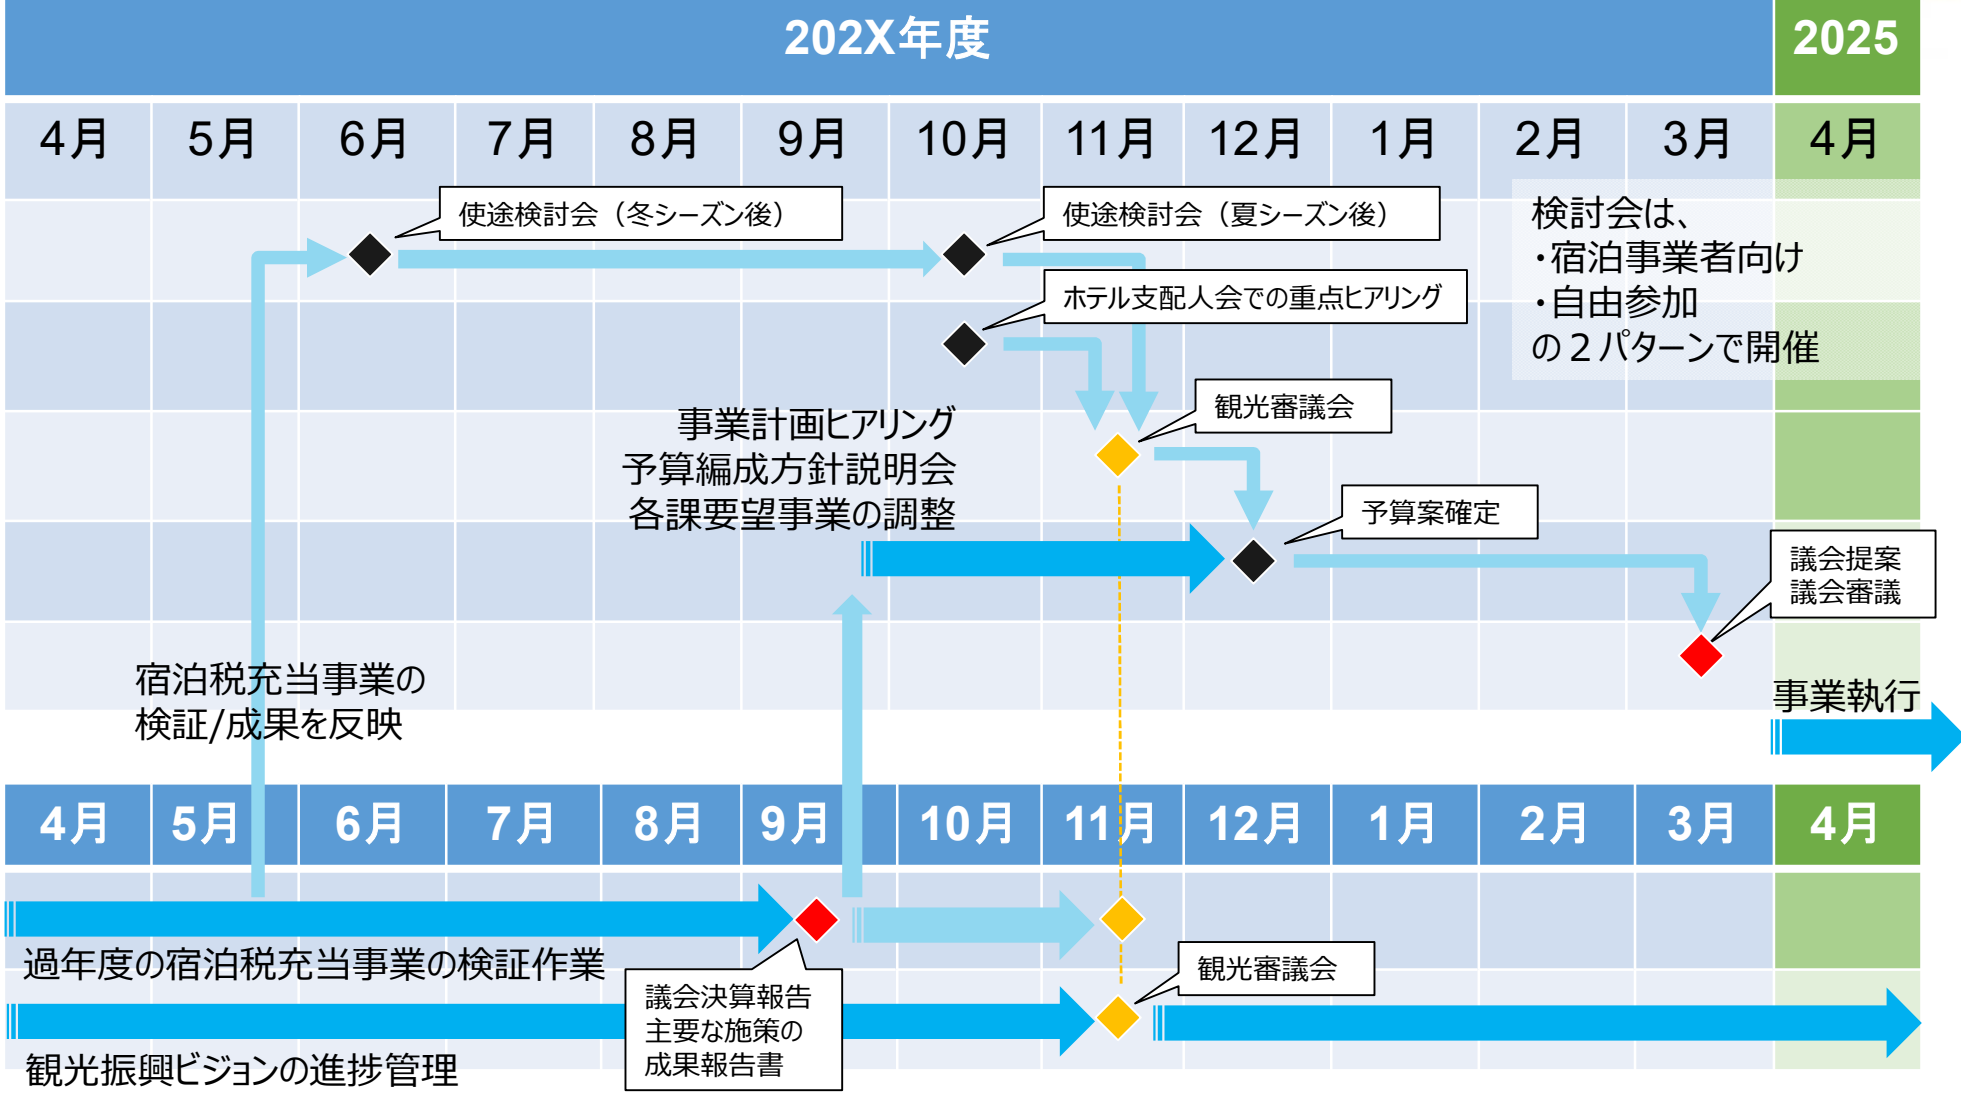 202X年度
2025
4月
5月
6月
7月
8月
9月
10月
11月
12月
1月
2月
3月
4月
使途検討会（冬シーズン後）
使途検討会（夏シーズン後）
ホテル支配人会での重点ヒアリング
検討会は、
・宿泊事業者向け
・自由参加
の２パターンで開催
観光審議会
事業計画ヒアリング
予算編成方針説明会
各課要望事業の調整
予算案確定
議会提案
議会審議
宿泊税充当事業の
検証/成果を反映
事業執行
4月
5月
6月
7月
8月
9月
10月
11月
12月
1月
2月
3月
4月
過年度の宿泊税充当事業の検証作業
議会決算報告
主要な施策の
成果報告書
観光審議会
観光振興ビジョンの進捗管理